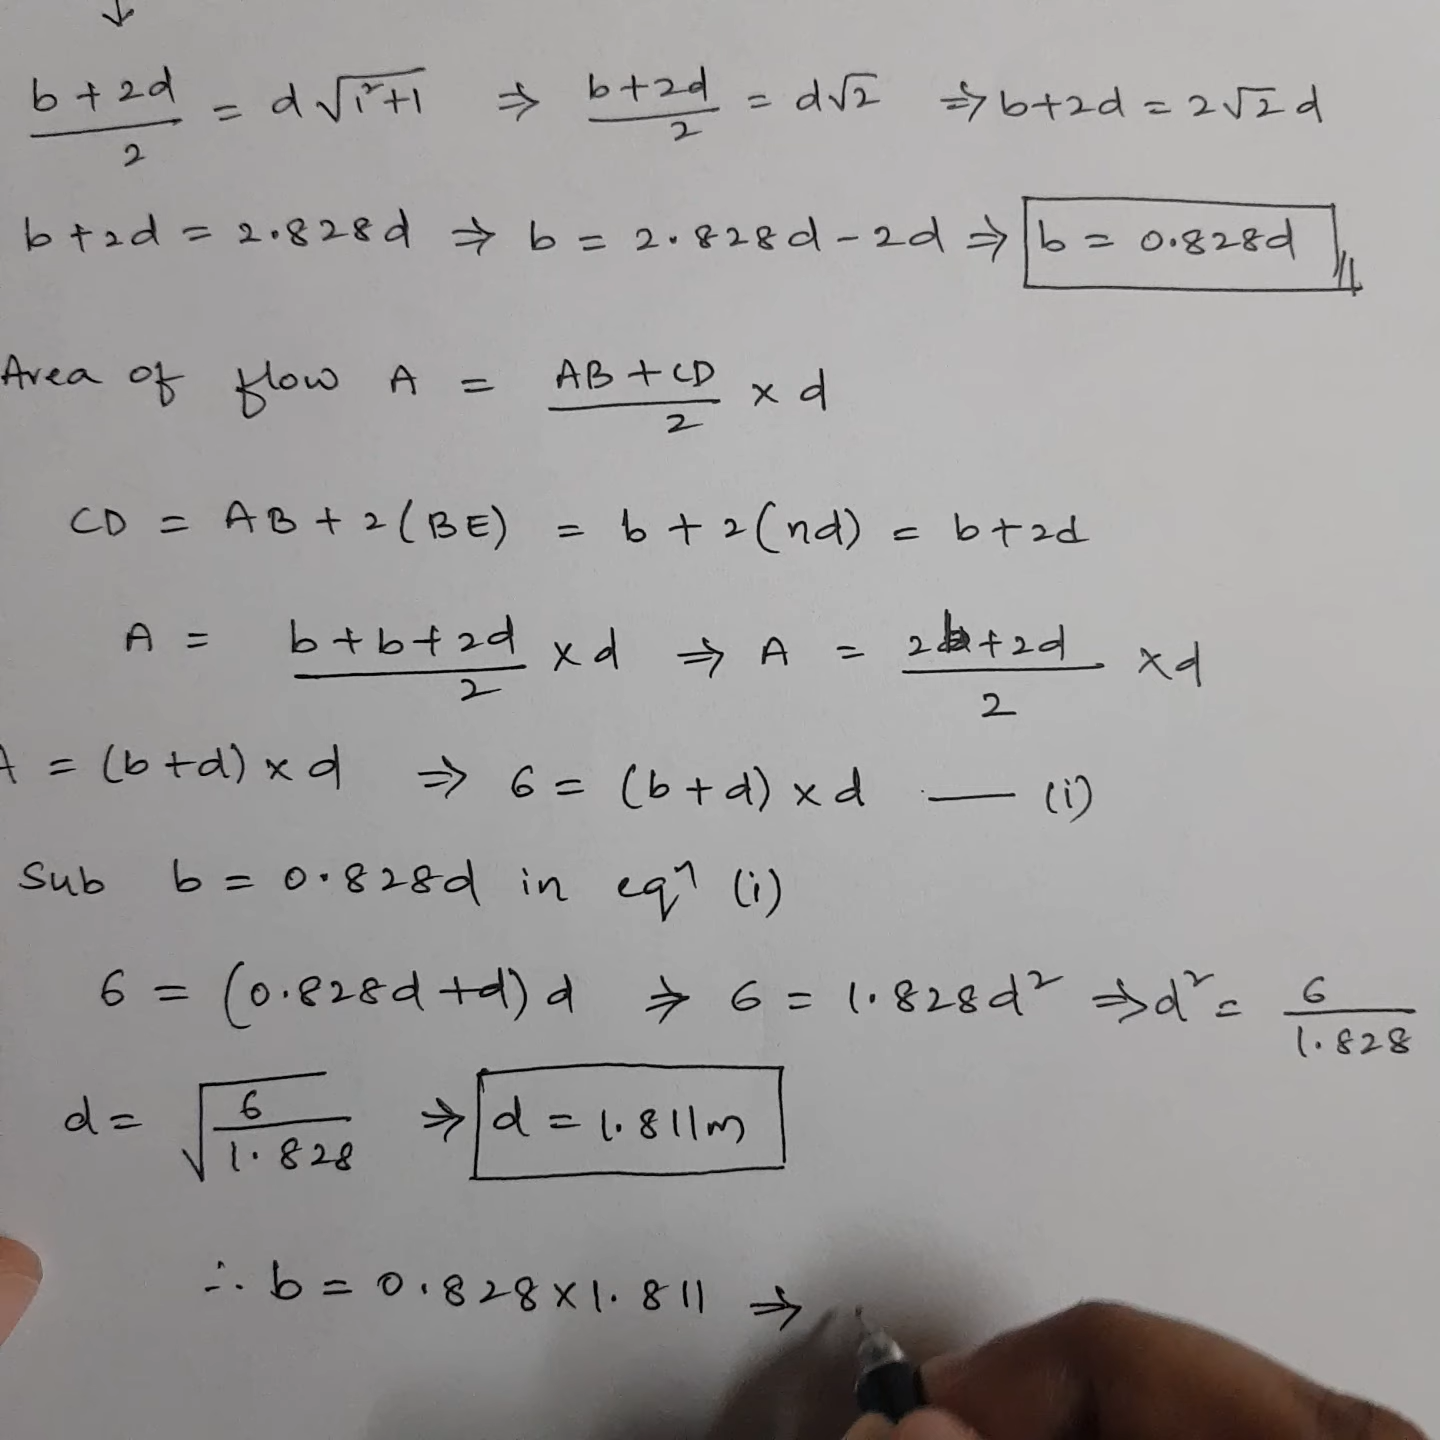 ↓
(b+2d)/2 = d√(1²+1) ⇒ (b+2d)/2 = d√2 ⇒ b+2d = 2√2 d
b+2d = 2.828d ⇒ b = 2.828d-2d ⇒ b = 0.828d //
Area of flow A = (AB+CD)/2 × d
CD = AB + 2(BE) = b + 2(nd) = b+2d
A = (b+b+2d)/2 × d ⇒ A = (2b+2d)/2 × d
A = (b+d) × d ⇒ 6 = (b+d) × d — (i)
Sub b = 0.828d in eqⁿ (i)
6 = (0.828d+d) d ⇒ 6 = 1.828d² ⇒ d² = 6/1.828
d = √(6/1.828) ⇒ d = 1.811m
∴ b = 0.828×1.811 ⇒